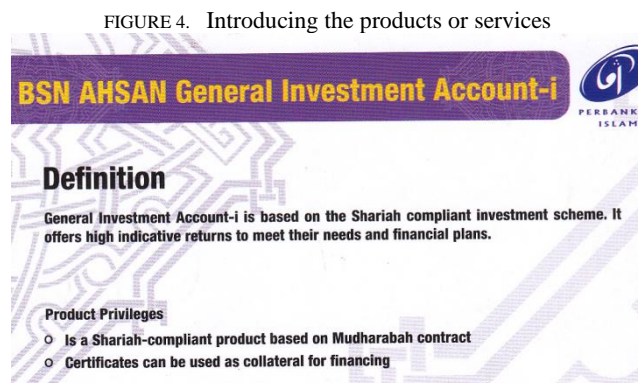 FIGURE 4. Introducing the products or services
BSN AHSAN General Investment Account-i
PERBANK
ISLAM
Definition
General Investment Account-i is based on the Shariah compliant investment scheme. It
offers high indicative returns to meet their needs and financial plans.
Product Privileges
o Is a Shariah-compliant product based on Mudharabah contract
o Certificates can be used as collateral for financing